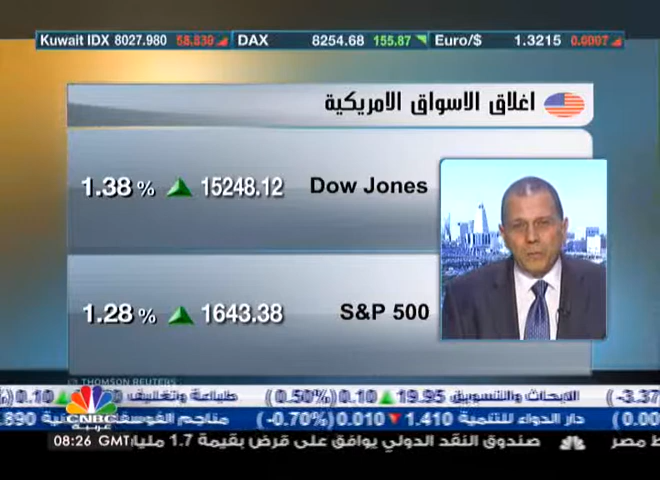 Kuwait IDX 8027.980 58.830 DAX 8254.68 155.87 Euro/$ 1.3215 0.0007
اغلاق الاسواق الامريكية
1.38 % 15248.12 Dow Jones
1.28 % 1643.38 S&P 500
THOMSON REUTERS
-3.37 الابحاث والتسويق 19.95 0.10 (0.50%) طباعة وتغليف 0.10
(0.00 دار الدواء للتنمية 1.410 0.010 (-0.70%) مناجم الفوسفات 890
CNBC
عربية
صندوق النقد الدولي يوافق على قرض بقيمة 1.7 مليا مصر
08:26 GMT